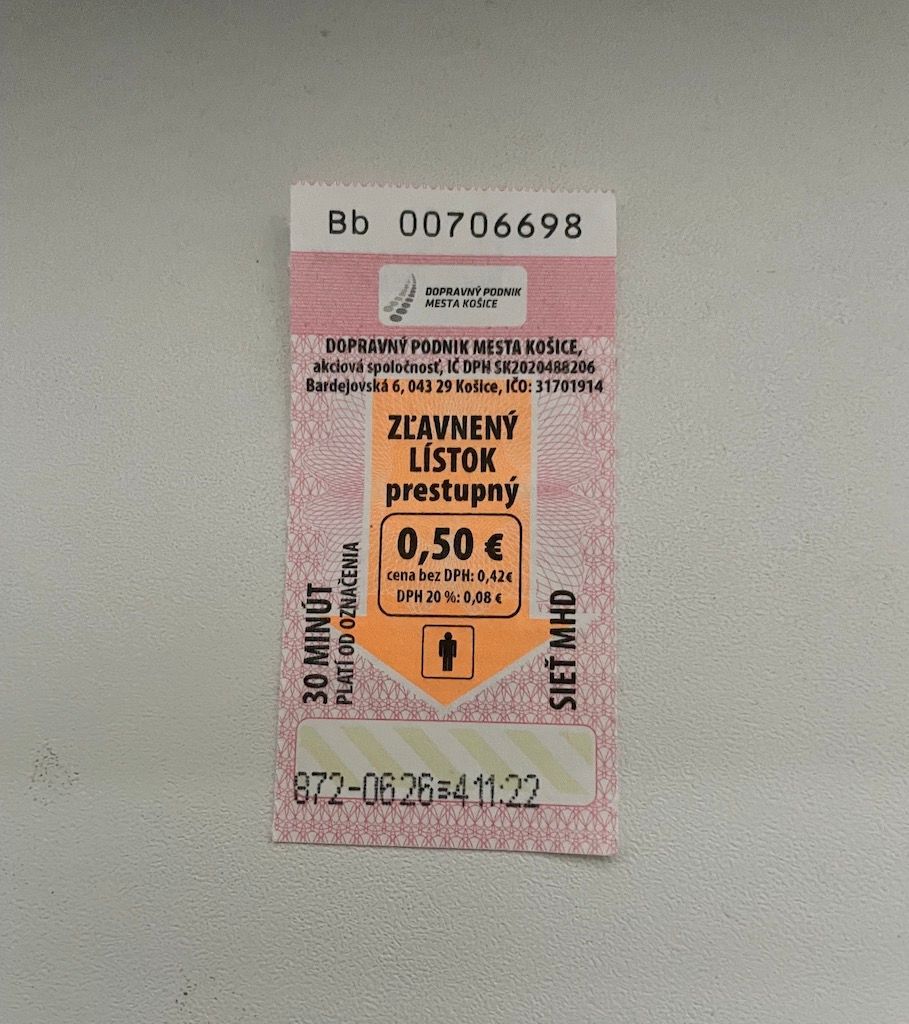 Bb 00706698
DOPRAVNÝ PODNIK
MESTA KOŠICE
DOPRAVNÝ PODNIK MESTA KOŠICE,
akciová spoločnosť, IČ DPH SK2020488206
Bardejovská 6, 043 29 Košice, IČO: 31701914
ZĽAVNENÝ
LÍSTOK
prestupný
0,50 €
cena bez DPH: 0,42€
DPH 20 %: 0,08 €
30 MINÚT
PLATÍ OD OZNAČENIA
SIEŤ MHD
872-0626 411:22